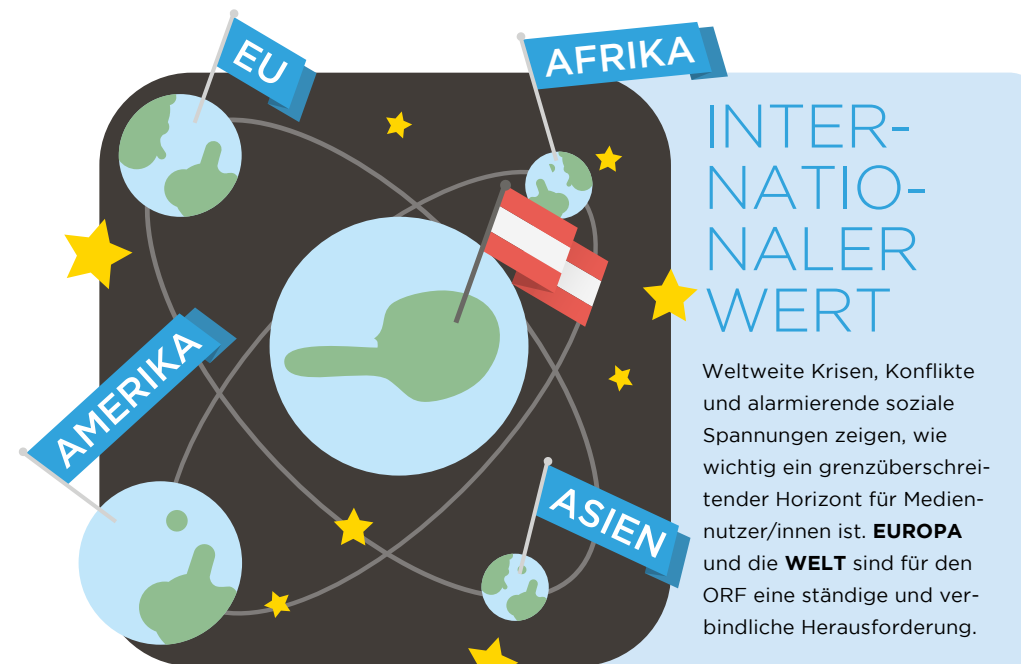 EU
AFRIKA
AMERIKA
ASIEN
INTER-
NATIO-
NALER
WERT
Weltweite Krisen, Konflikte
und alarmierende soziale
Spannungen zeigen, wie
wichtig ein grenzüberschrei-
tender Horizont für Medien-
nutzer/innen ist. EUROPA
und die WELT sind für den
ORF eine ständige und ver-
bindliche Herausforderung.